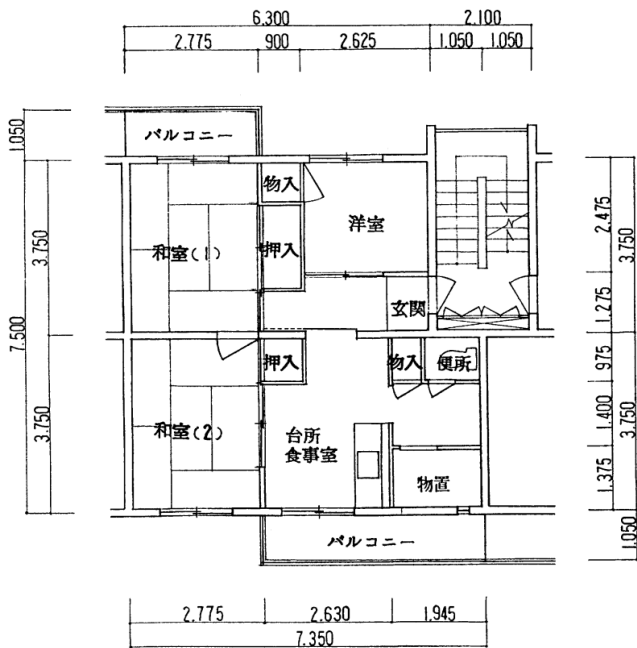 6.300
2.100
2.775
900
2.625
1.050
1.050
1.050
バルコニー
物入
洋室
和室(1)
押入
玄関
3.750
7.500
3.750
2.475
1.275
3.750
押入
物入
便所
和室(2)
台所
食事室
物置
975
1.400
1.375
3.750
1.050
バルコニー
2.775
2.630
1.945
7.350